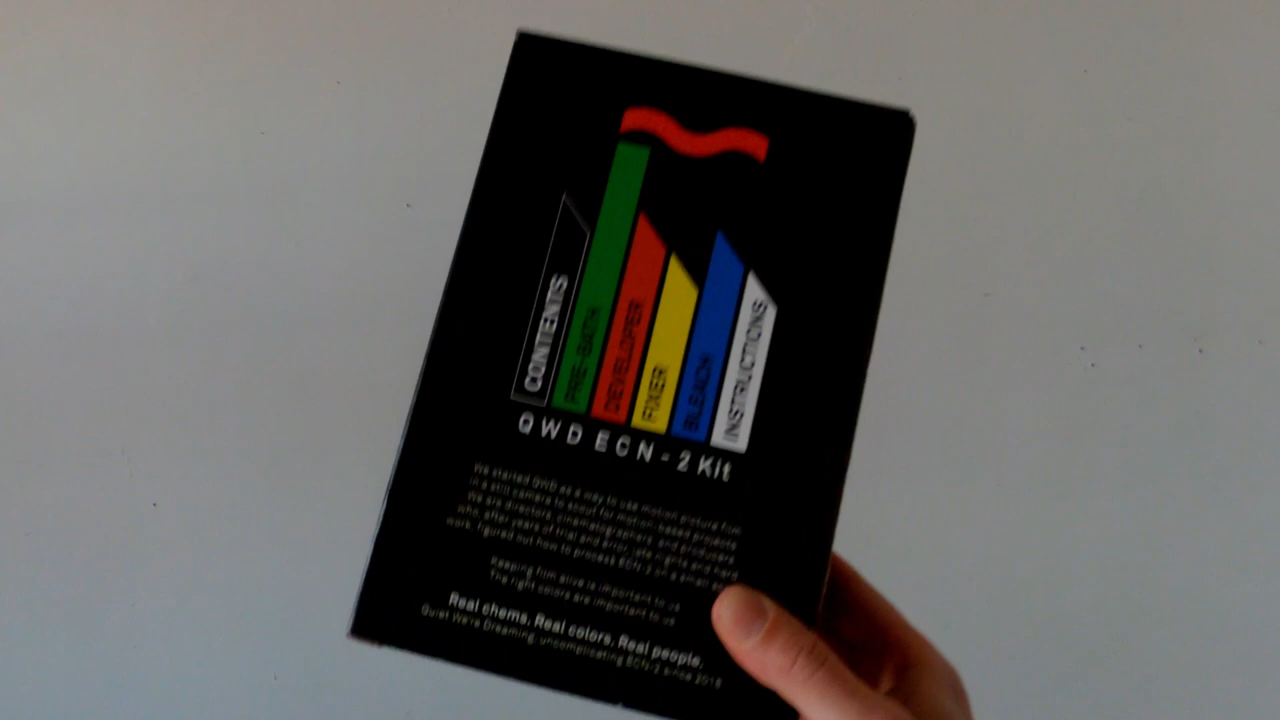 CONTENTS
PRE-BATH
DEVELOPER
FIXER
BLEACH
INSTRUCTIONS
QWD ECN-2 Kit
We started QWD as a way to use motion picture film
in a still camera to scout for motion based projects
We are directors, cinematographers, and producers
who, after years of trial and error, late nights and hard
work, figured out how to process ECN-2 on a small
Keeping film alive is important to us
The right colors are important to us
Real chems. Real colors. Real people.
Quiet We're Dreaming, uncomplicating ECN-2 since 2018